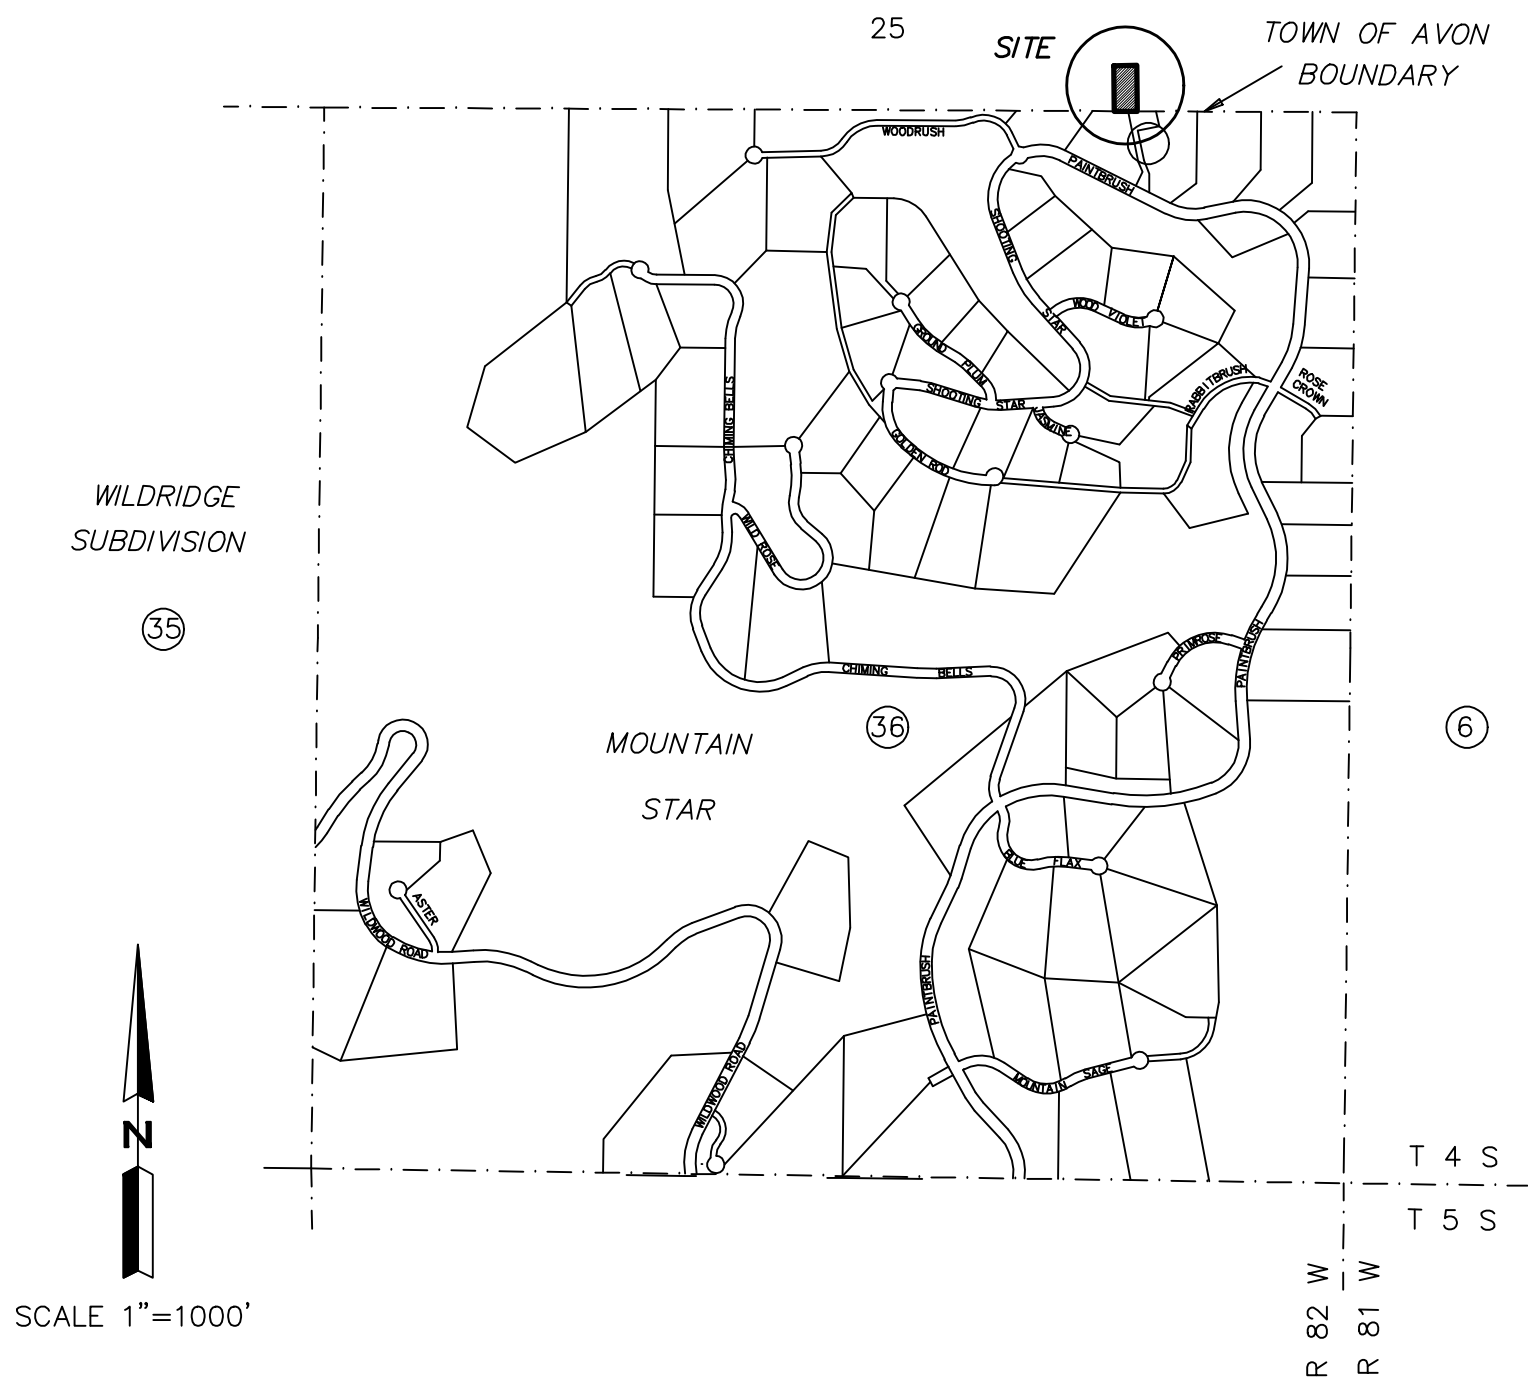 25
SITE
TOWN OF AVON
BOUNDARY
WOODRUSH
PAINTBRUSH
SHOOTING
STAR
WOOD VIOLET
GROUND PLUM
SHOOTING STAR
JASMINE
GOLDEN ROD
RABBITBRUSH
ROSE
CROWN
CHIMING BELLS
WILD ROSE
WILDRIDGE
SUBDIVISION
35
PRIMROSE
PAINTBRUSH
CHIMING BELLS
MOUNTAIN
STAR
36
6
BLUE FLAX
ASTER
WILDWOOD ROAD
PAINTBRUSH
WILDWOOD ROAD
MOUNTAIN SAGE
N
SCALE 1"=1000'
T 4 S
T 5 S
R 82 W
R 81 W